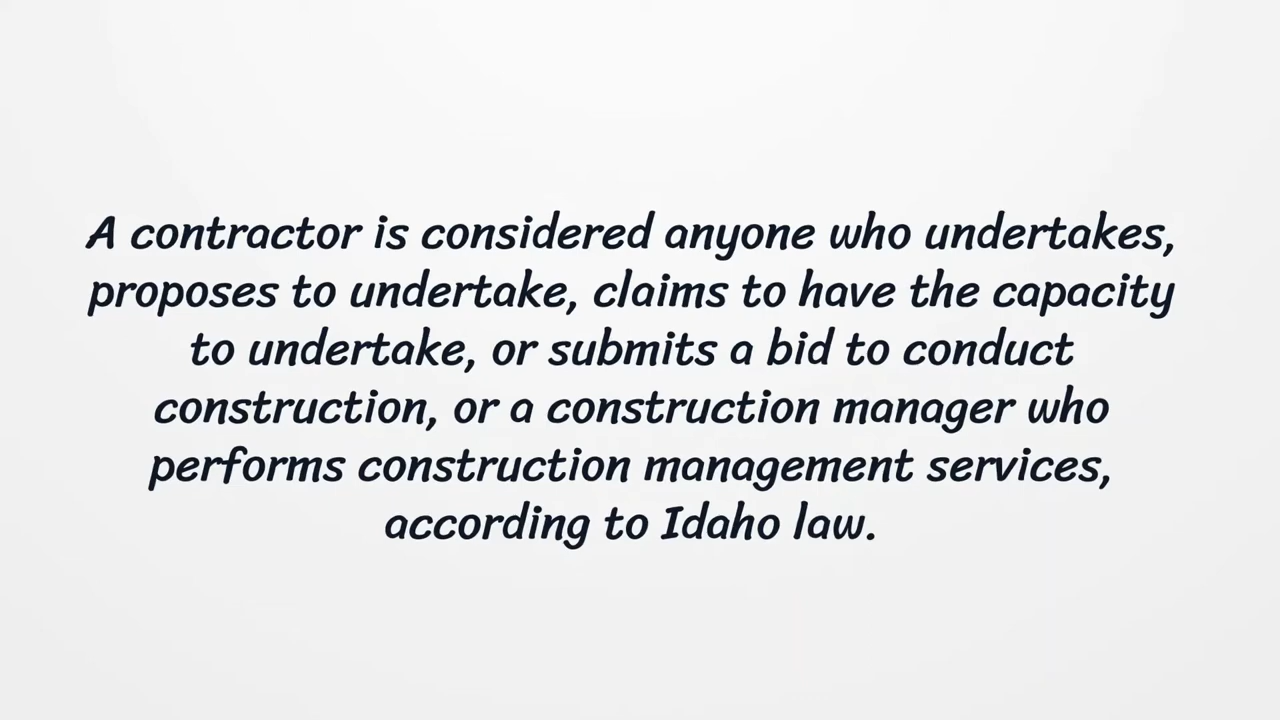 A contractor is considered anyone who undertakes,
proposes to undertake, claims to have the capacity
to undertake, or submits a bid to conduct
construction, or a construction manager who
performs construction management services,
according to Idaho law.